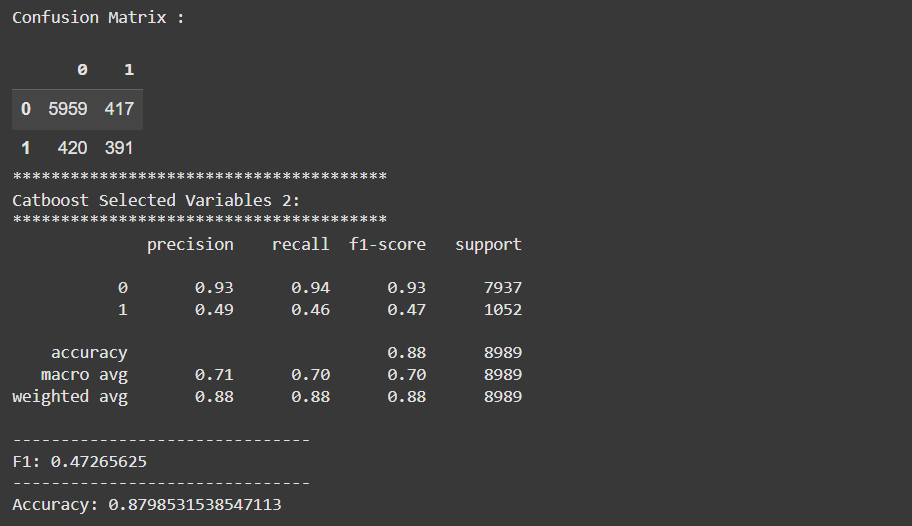 Confusion Matrix :
0 1
0 5959 417
1 420 391
***************************************
Catboost Selected Variables 2:
***************************************
precision recall f1-score support
0 0.93 0.94 0.93 7937
1 0.49 0.46 0.47 1052
accuracy 0.88 8989
macro avg 0.71 0.70 0.70 8989
weighted avg 0.88 0.88 0.88 8989
-------------------------------
F1: 0.47265625
-------------------------------
Accuracy: 0.8798531538547113